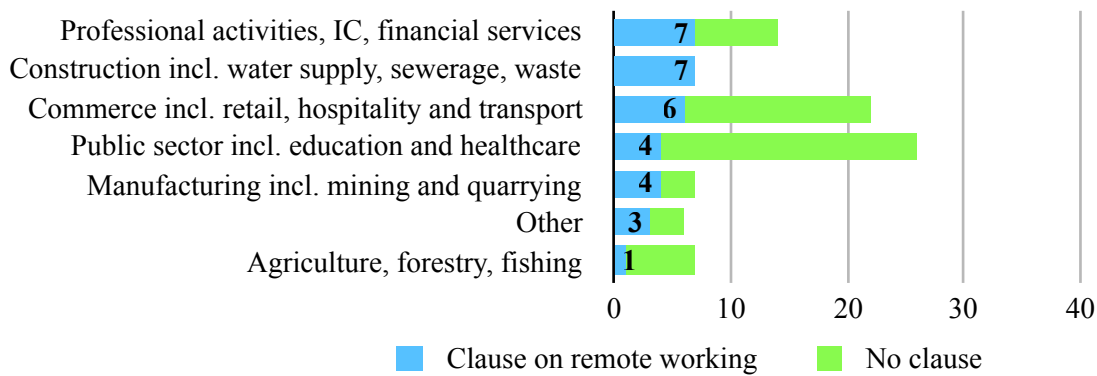 Professional activities, IC, financial services 7
Construction incl. water supply, sewerage, waste 7
Commerce incl. retail, hospitality and transport 6
Public sector incl. education and healthcare 4
Manufacturing incl. mining and quarrying 4
Other 3
Agriculture, forestry, fishing 1
0 10 20 30 40
Clause on remote working No clause